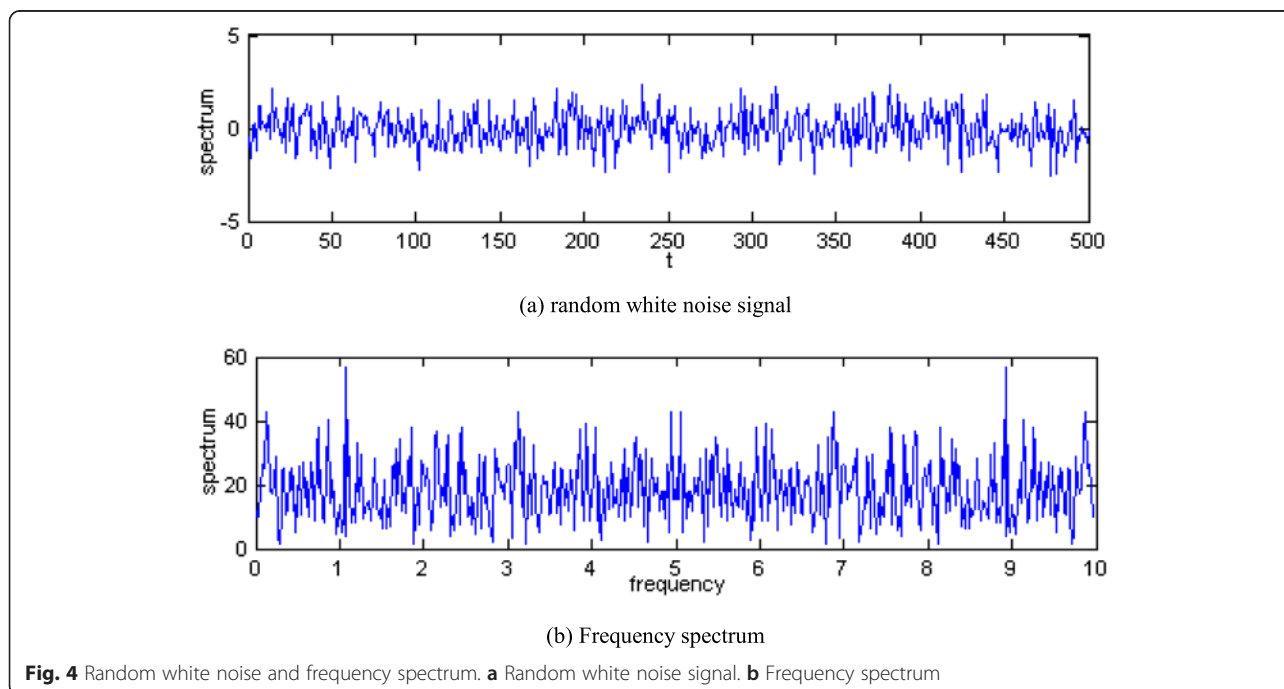 5
0
-5
spectrum
0 50 100 150 200 250 300 350 400 450 500
t
(a) random white noise signal
60
40
20
0
spectrum
0 1 2 3 4 5 6 7 8 9 10
frequency
(b) Frequency spectrum
Fig. 4 Random white noise and frequency spectrum. a Random white noise signal. b Frequency spectrum